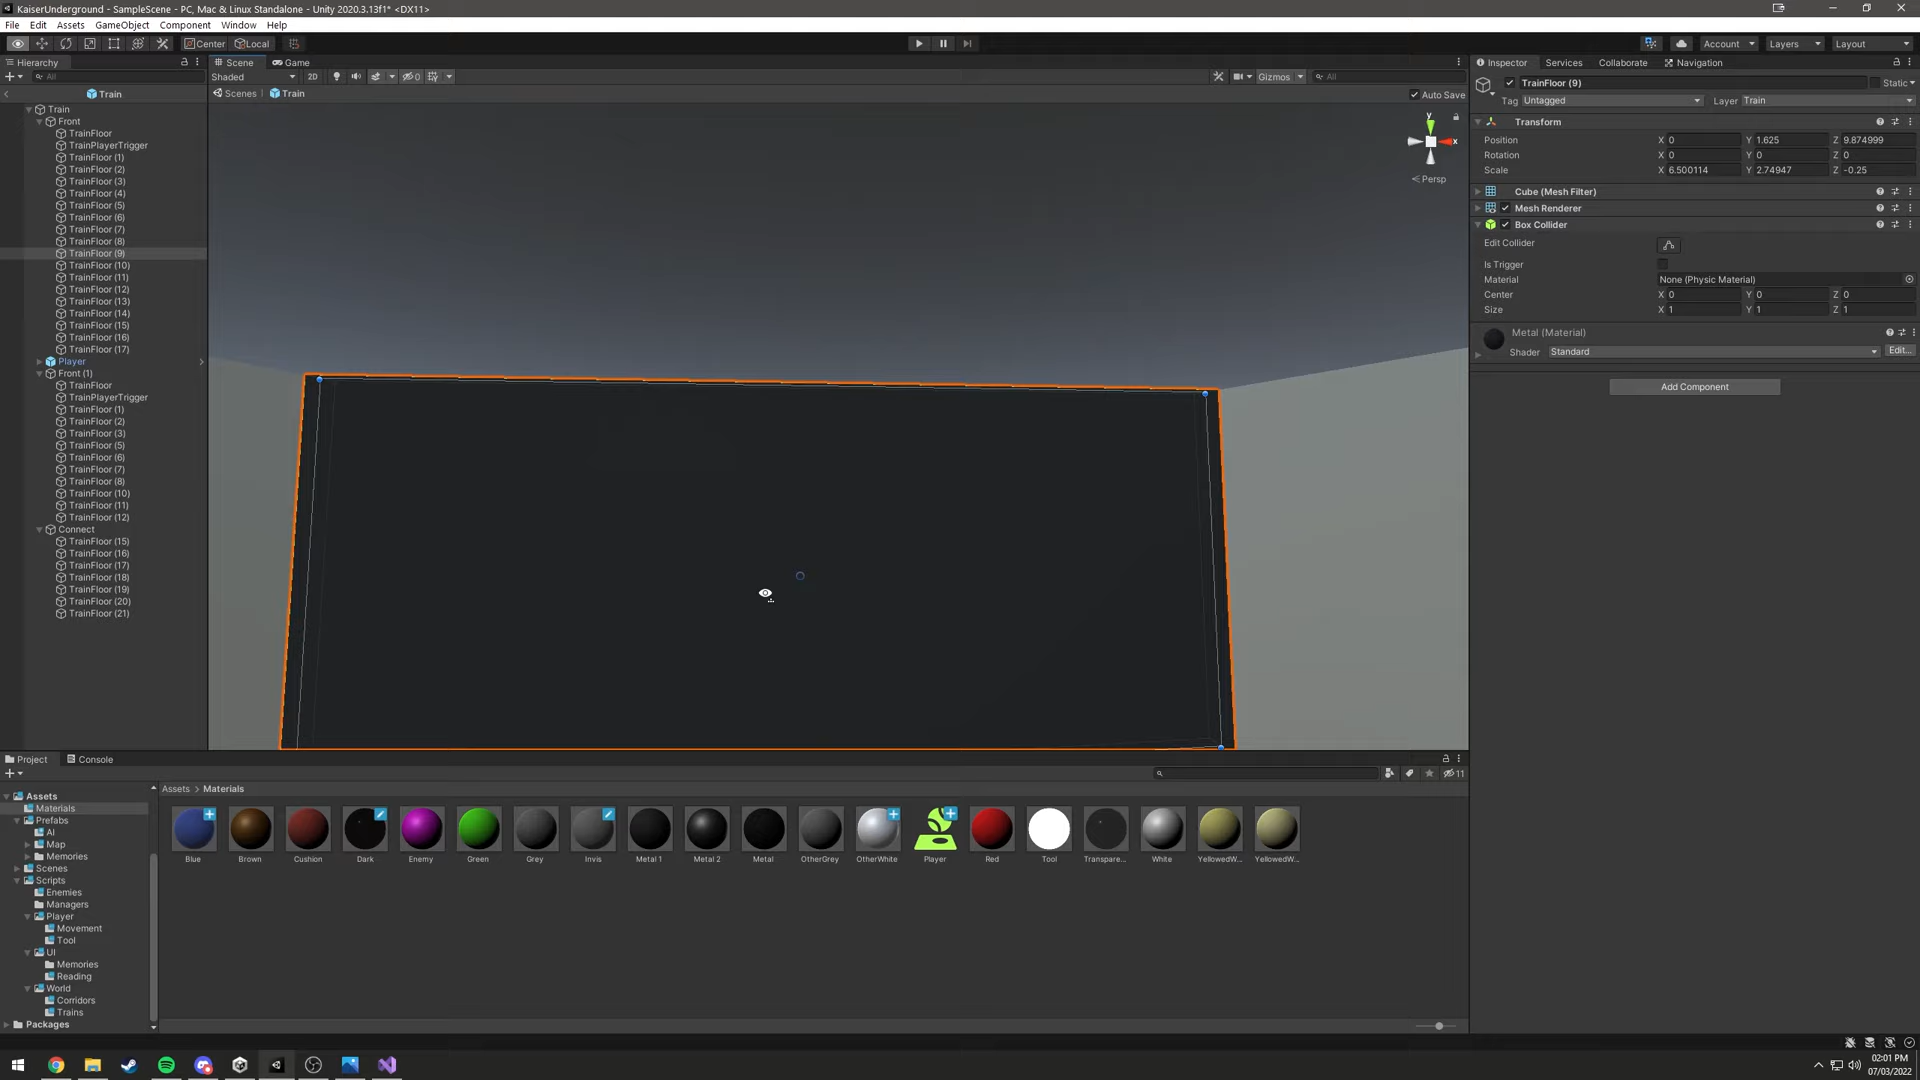 KaiserUnderground - SampleScene - PC, Mac & Linux Standalone - Unity 2020.3.13f1* <DX11>
File Edit Assets GameObject Component Window Help
Center Local Account Layers Layout
Hierarchy
All
Train
Train
Front
TrainFloor
TrainPlayerTrigger
TrainFloor (1)
TrainFloor (2)
TrainFloor (3)
TrainFloor (4)
TrainFloor (5)
TrainFloor (6)
TrainFloor (7)
TrainFloor (8)
TrainFloor (9)
TrainFloor (10)
TrainFloor (11)
TrainFloor (12)
TrainFloor (13)
TrainFloor (14)
TrainFloor (15)
TrainFloor (16)
TrainFloor (17)
Player
Front (1)
TrainFloor
TrainPlayerTrigger
TrainFloor (1)
TrainFloor (2)
TrainFloor (3)
TrainFloor (5)
TrainFloor (6)
TrainFloor (7)
TrainFloor (8)
TrainFloor (10)
TrainFloor (11)
TrainFloor (12)
Connect
TrainFloor (15)
TrainFloor (16)
TrainFloor (17)
TrainFloor (18)
TrainFloor (19)
TrainFloor (20)
TrainFloor (21)
Scene Game
Shaded 2D 0 Gizmos All
Scenes Train Auto Save
y
x
< Persp
Inspector Services Collaborate Navigation
TrainFloor (9) Static
Tag Untagged Layer Train
Transform
Position X 0 Y 1.625 Z 9.874999
Rotation X 0 Y 0 Z 0
Scale X 6.500114 Y 2.74947 Z -0.25
Cube (Mesh Filter)
Mesh Renderer
Box Collider
Edit Collider
Is Trigger
Material None (Physic Material)
Center X 0 Y 0 Z 0
Size X 1 Y 1 Z 1
Metal (Material)
Shader Standard Edit...
Add Component
Project Console
11
Assets
Materials
Prefabs
AI
Map
Memories
Scenes
Scripts
Enemies
Managers
Player
Movement
Tool
UI
Memories
Reading
World
Corridors
Trains
Packages
Assets > Materials
Blue Brown Cushion Dark Enemy Green Grey Invis Metal 1 Metal 2 Metal OtherGrey OtherWhite Player Red Tool Transpare... White YellowedW... YellowedW...
02:01 PM
07/03/2022